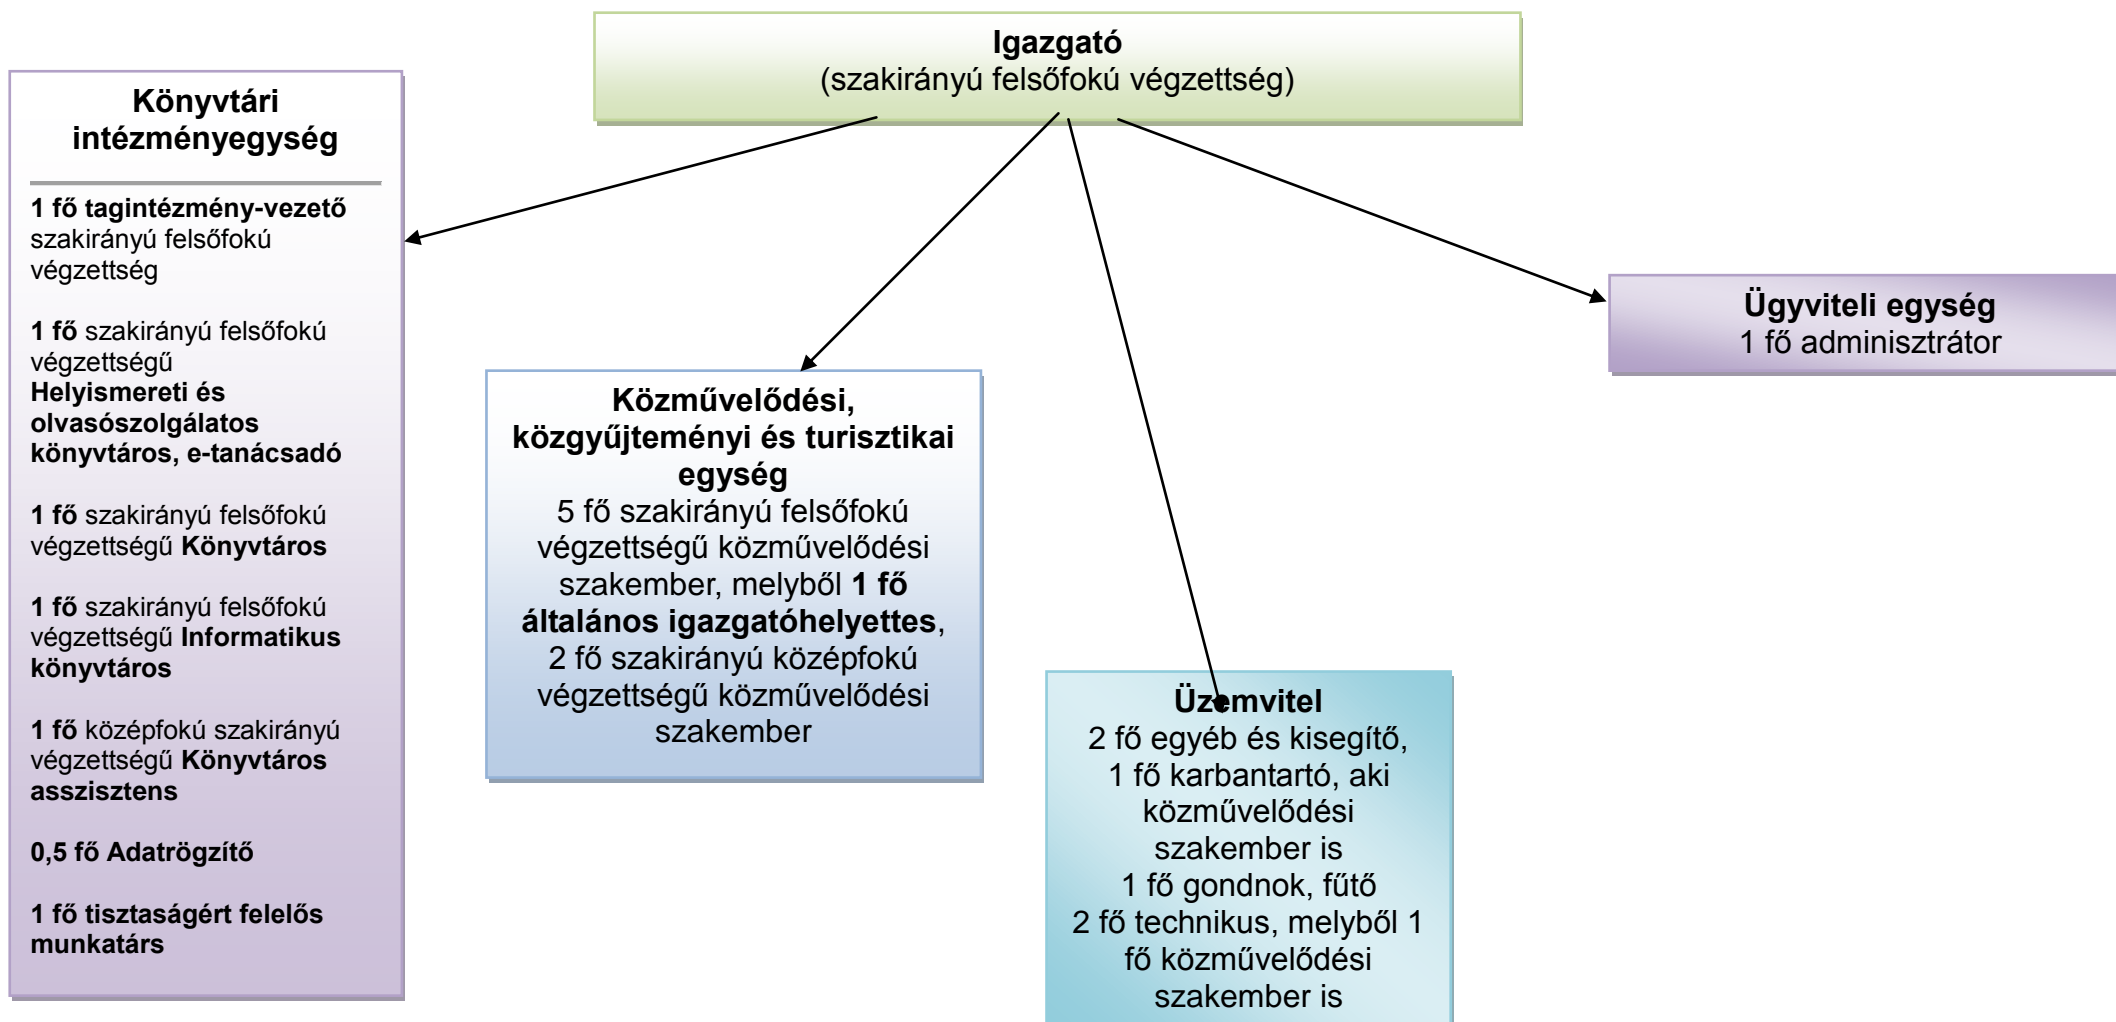 Igazgató
(szakirányú felsőfokú végzettség)
Könyvtári
intézményegység
1 fő tagintézmény-vezető
szakirányú felsőfokú
végzettség
1 fő szakirányú felsőfokú
végzettségű
Helyismereti és
olvasószolgálatos
könyvtáros, e-tanácsadó
1 fő szakirányú felsőfokú
végzettségű Könyvtáros
1 fő szakirányú felsőfokú
végzettségű Informatikus
könyvtáros
1 fő középfokú szakirányú
végzettségű Könyvtáros
asszisztens
0,5 fő Adatrögzítő
1 fő tisztaságért felelős
munkatárs
Közművelődési,
közgyűjteményi és turisztikai
egység
5 fő szakirányú felsőfokú
végzettségű közművelődési
szakember, melyből 1 fő
általános igazgatóhelyettes,
2 fő szakirányú középfokú
végzettségű közművelődési
szakember
Üzemvitel
2 fő egyéb és kisegítő,
1 fő karbantartó, aki
közművelődési
szakember is
1 fő gondnok, fűtő
2 fő technikus, melyből 1
fő közművelődési
szakember is
Ügyviteli egység
1 fő adminisztrátor